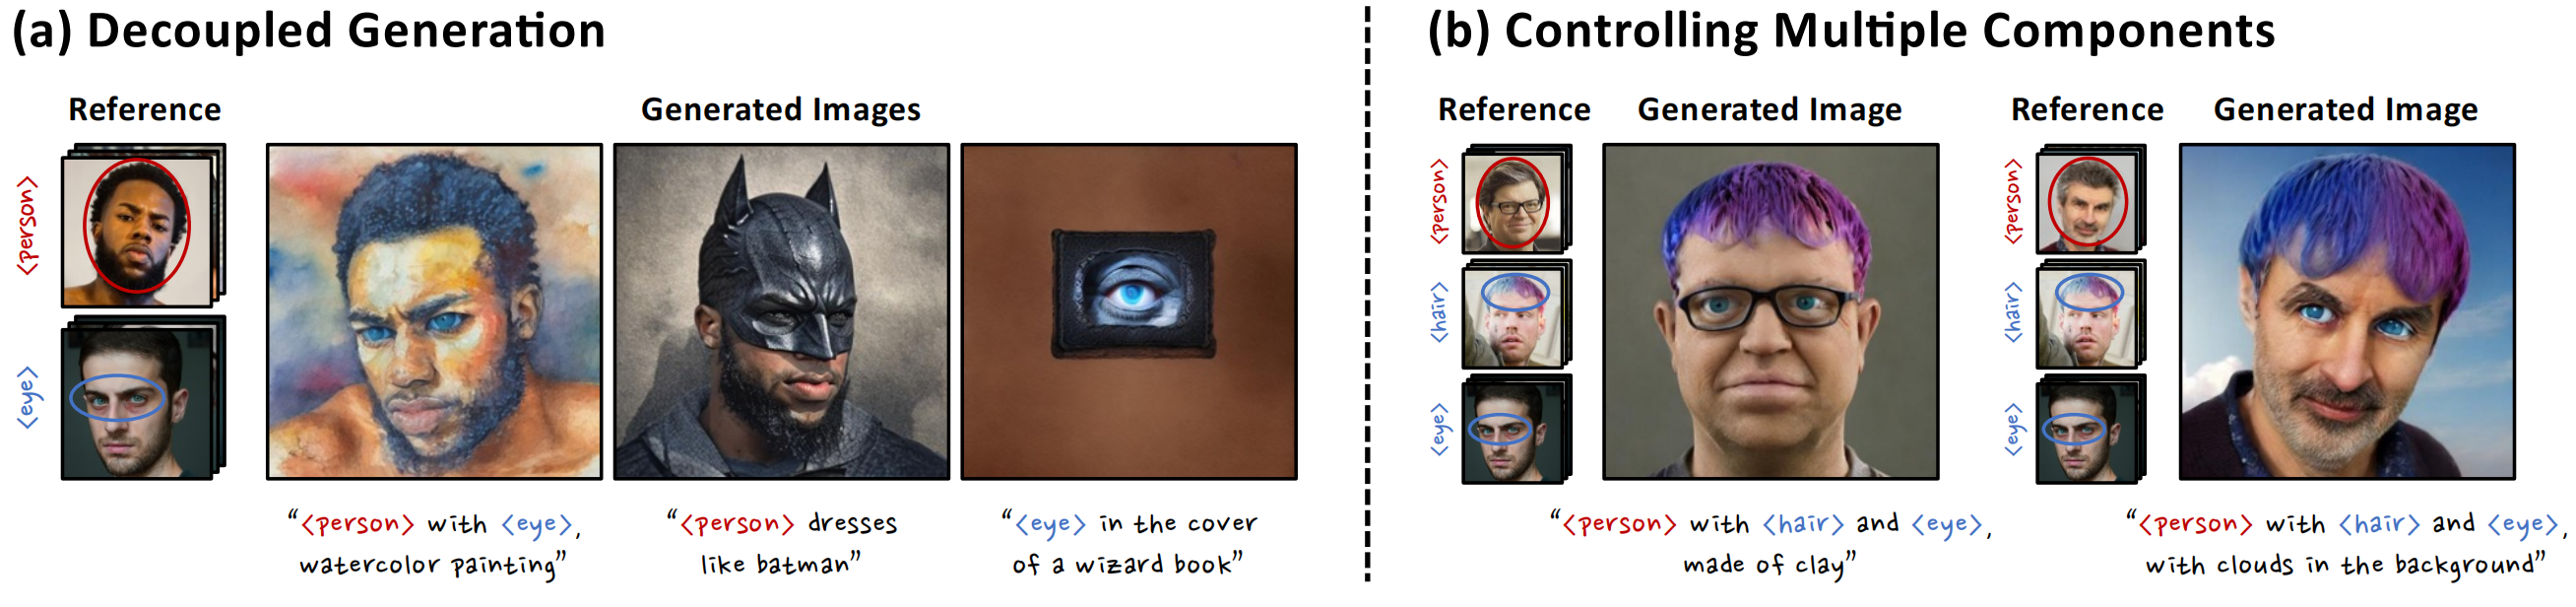 (a) Decoupled Generation
Reference
Generated Images
<person>
<eye>
“<person> with <eye>,
watercolor painting”
“<person> dresses
like batman”
“<eye> in the cover
of a wizard book”
(b) Controlling Multiple Components
Reference
Generated Image
<person>
<hair>
<eye>
“<person> with <hair> and <eye>,
made of clay”
Reference
Generated Image
<person>
<hair>
<eye>
“<person> with <hair> and <eye>,
with clouds in the background”